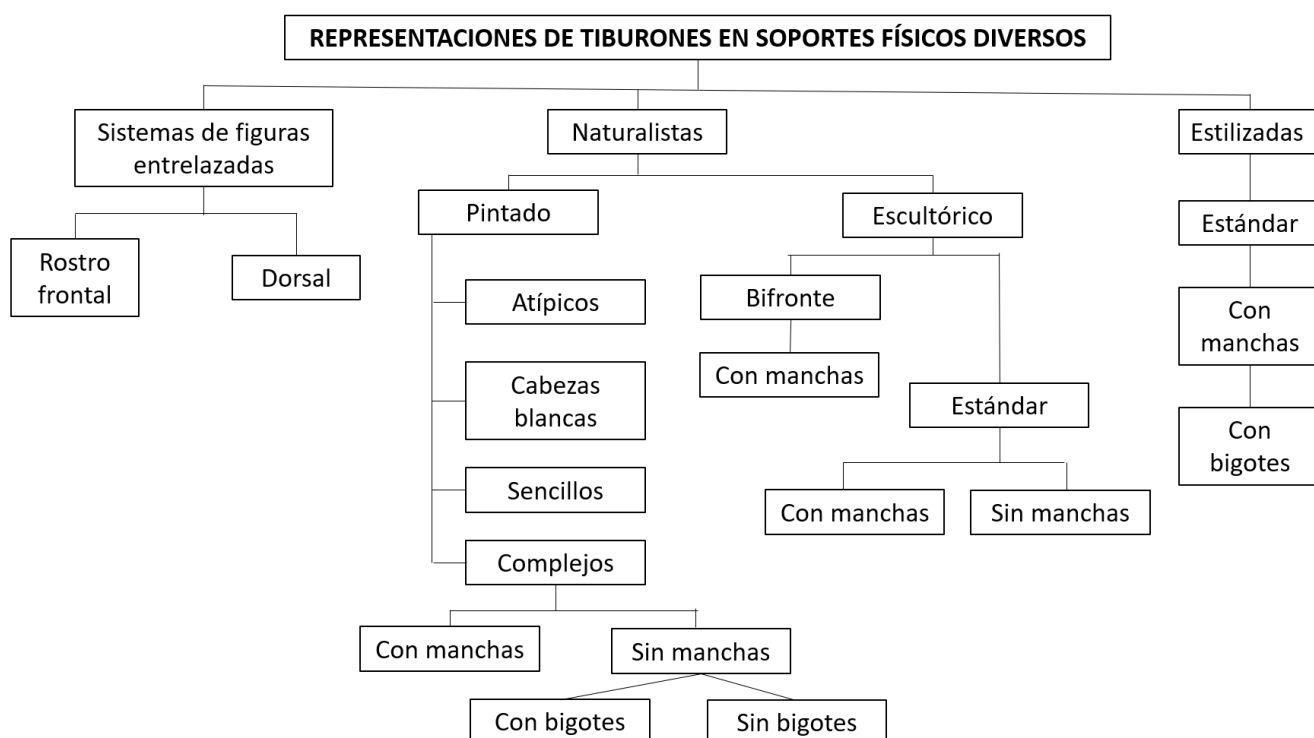 REPRESENTACIONES DE TIBURONES EN SOPORTES FÍSICOS DIVERSOS
Sistemas de figuras
entrelazadas
Naturalistas
Estilizadas
Rostro
frontal
Dorsal
Pintado
Escultórico
Estándar
Atípicos
Bifronte
Con
manchas
Cabezas
blancas
Con manchas
Estándar
Con
bigotes
Sencillos
Con manchas
Sin manchas
Complejos
Con manchas
Sin manchas
Con bigotes
Sin bigotes